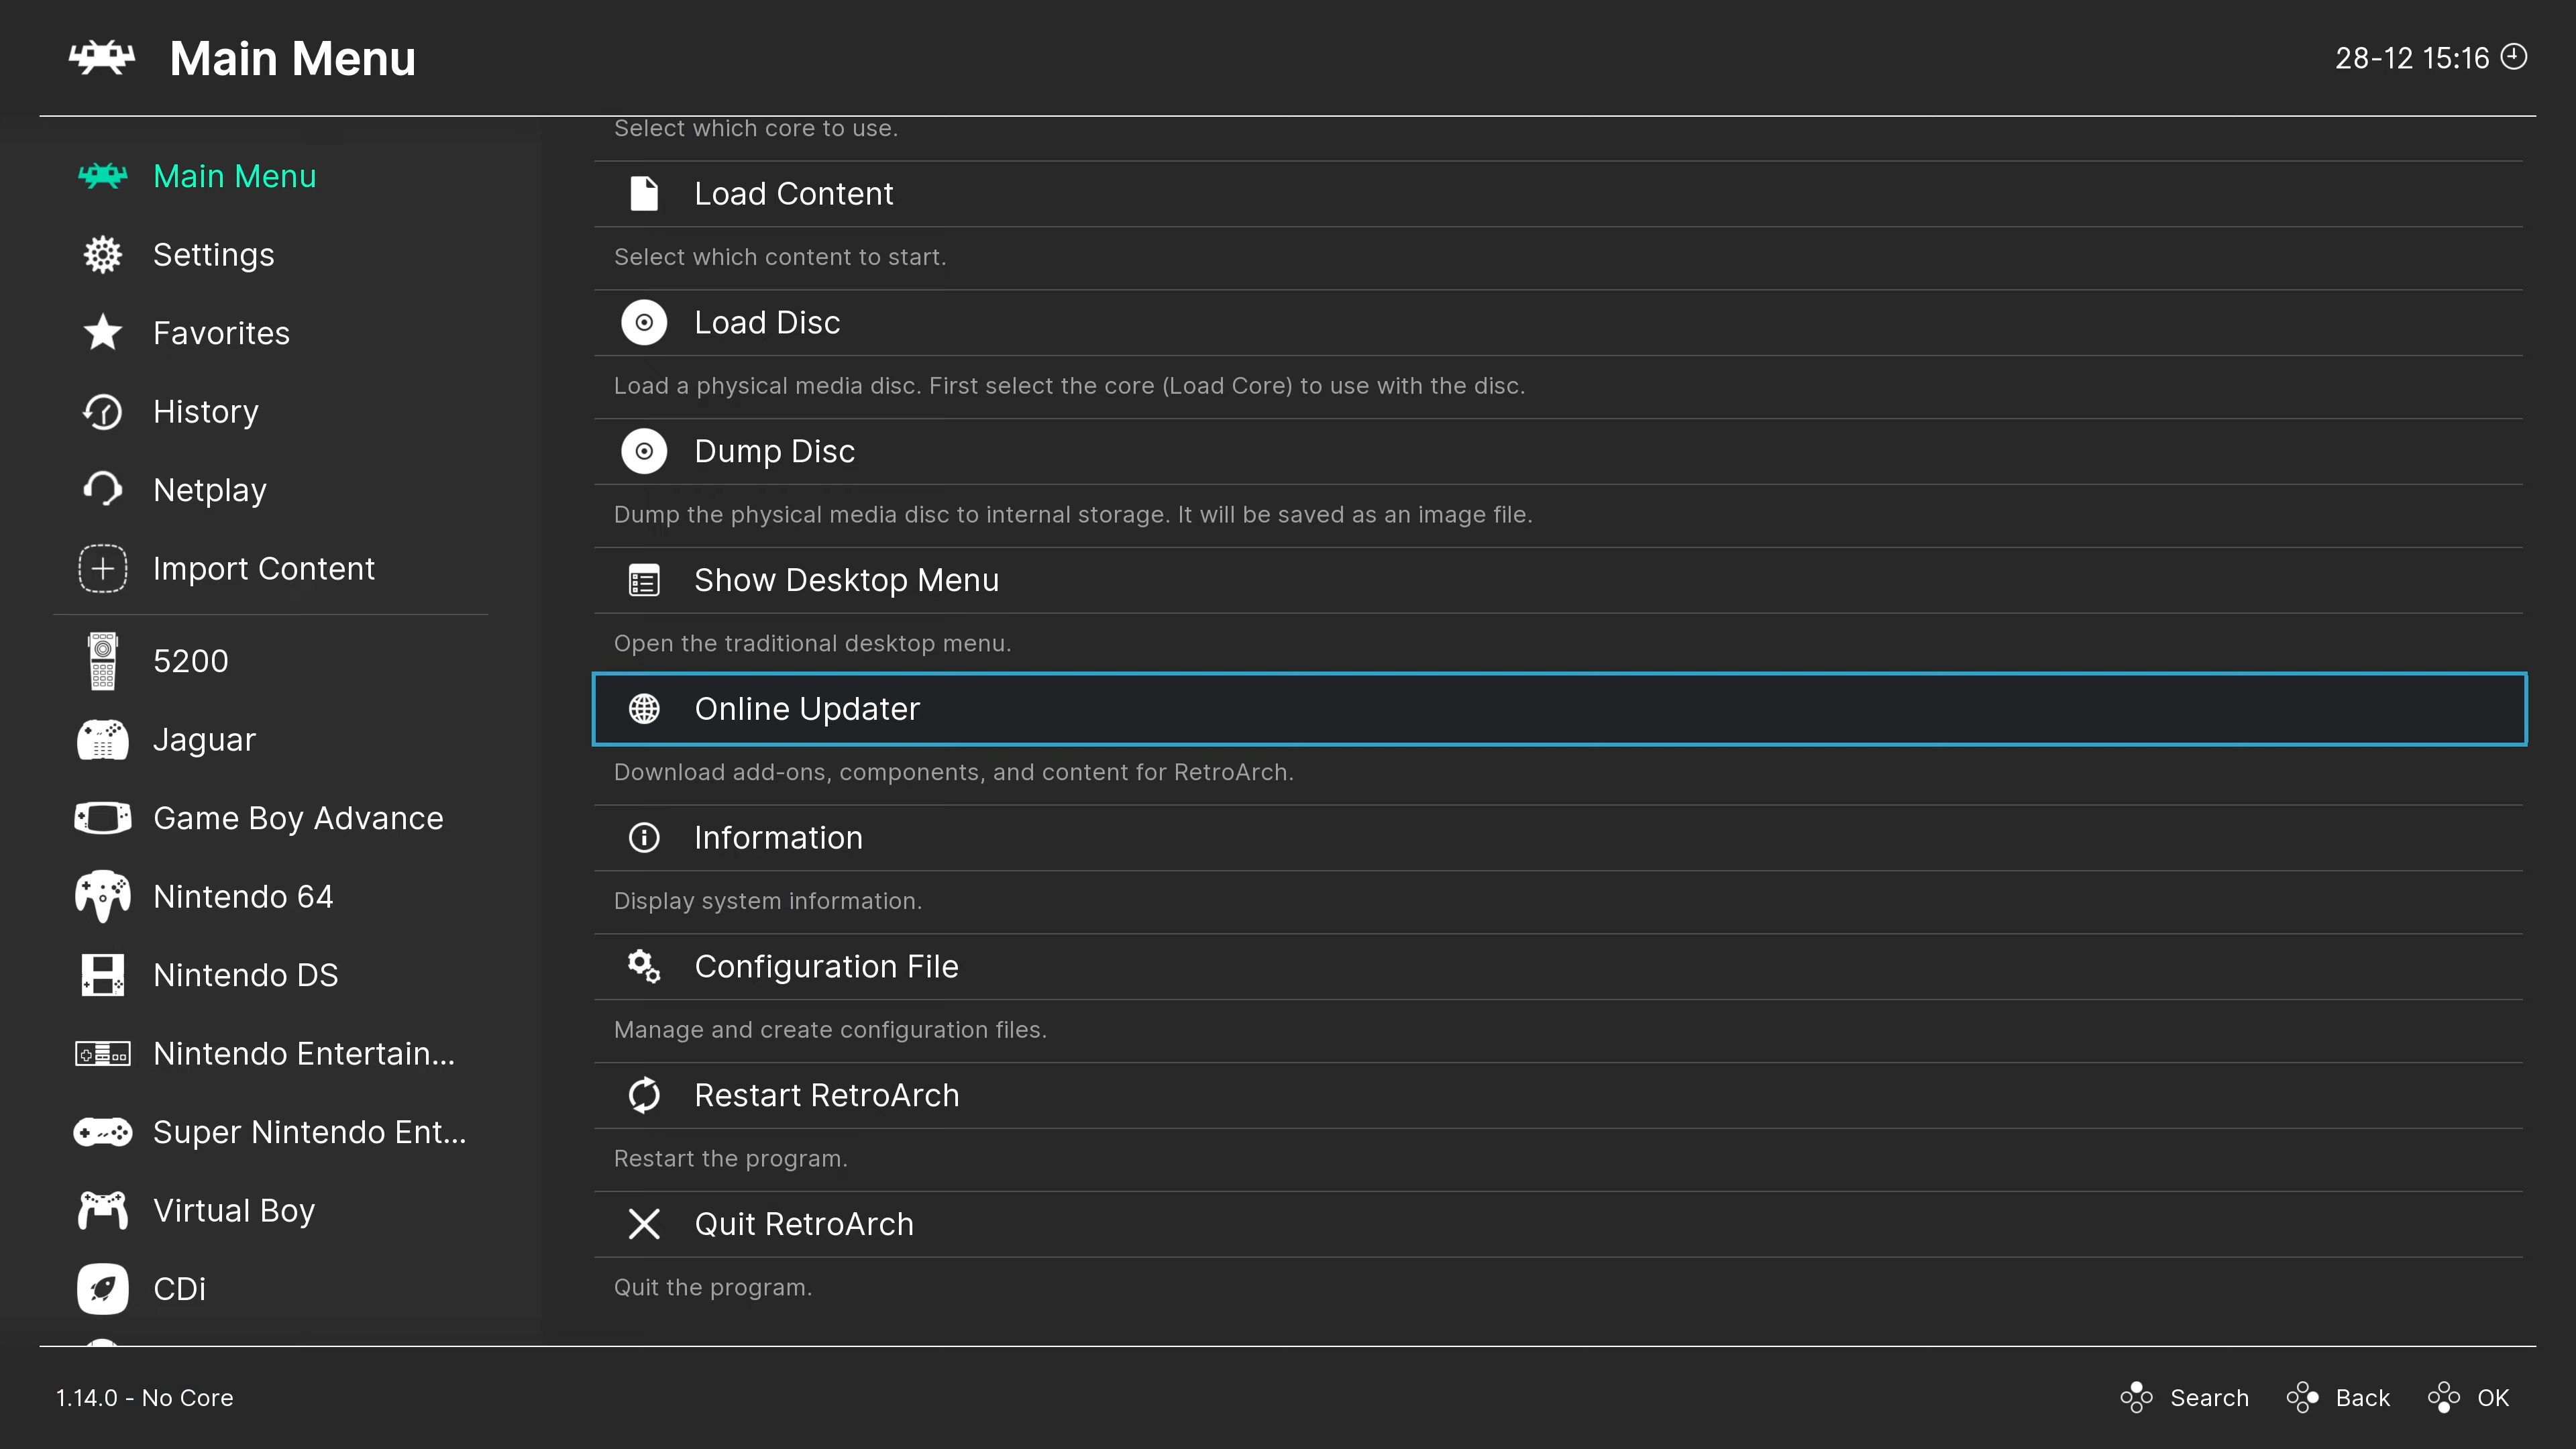 Main Menu
28-12 15:16
Main Menu
Settings
Favorites
History
Netplay
Import Content
5200
Jaguar
Game Boy Advance
Nintendo 64
Nintendo DS
Nintendo Entertain...
Super Nintendo Ent...
Virtual Boy
CDi
Select which core to use.
Load Content
Select which content to start.
Load Disc
Load a physical media disc. First select the core (Load Core) to use with the disc.
Dump Disc
Dump the physical media disc to internal storage. It will be saved as an image file.
Show Desktop Menu
Open the traditional desktop menu.
Online Updater
Download add-ons, components, and content for RetroArch.
Information
Display system information.
Configuration File
Manage and create configuration files.
Restart RetroArch
Restart the program.
Quit RetroArch
Quit the program.
1.14.0 - No Core
Search
Back
OK